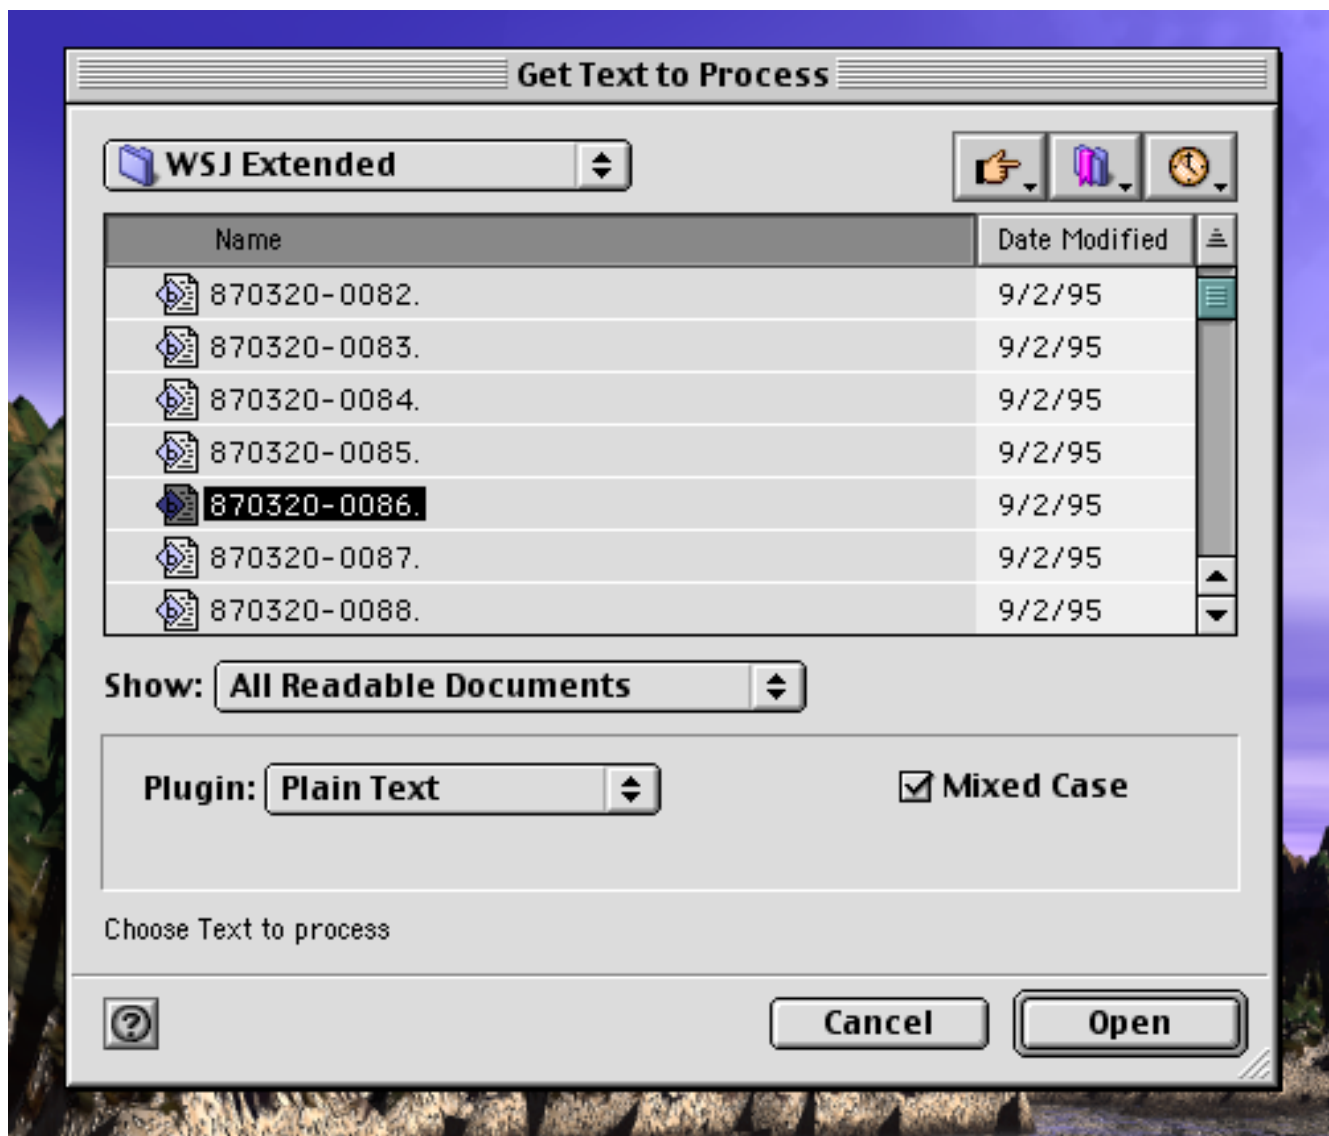 Get Text to Process
WSJ Extended
Name Date Modified
870320-0082. 9/2/95
870320-0083. 9/2/95
870320-0084. 9/2/95
870320-0085. 9/2/95
870320-0086. 9/2/95
870320-0087. 9/2/95
870320-0088. 9/2/95
Show: All Readable Documents
Plugin: Plain Text Mixed Case
Choose Text to process
? Cancel Open